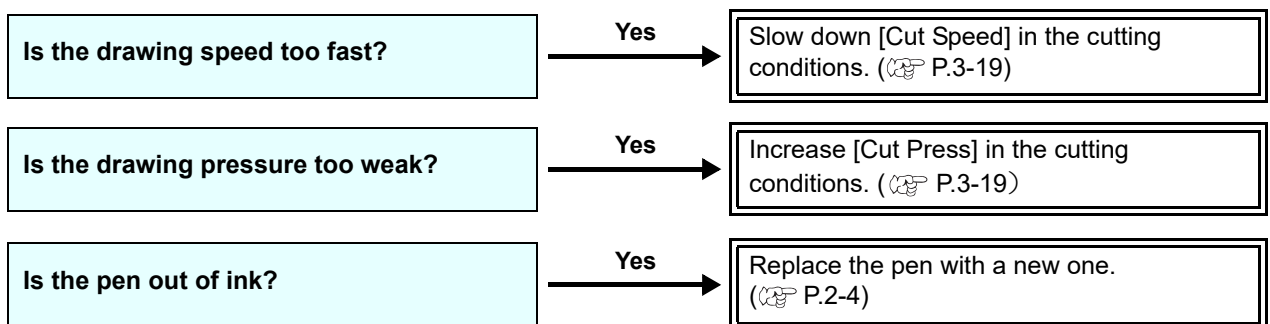 Is the drawing speed too fast?
Yes
Slow down [Cut Speed] in the cutting
conditions. (☞ P.3-19)
Is the drawing pressure too weak?
Yes
Increase [Cut Press] in the cutting
conditions. (☞ P.3-19）
Is the pen out of ink?
Yes
Replace the pen with a new one.
(☞ P.2-4)